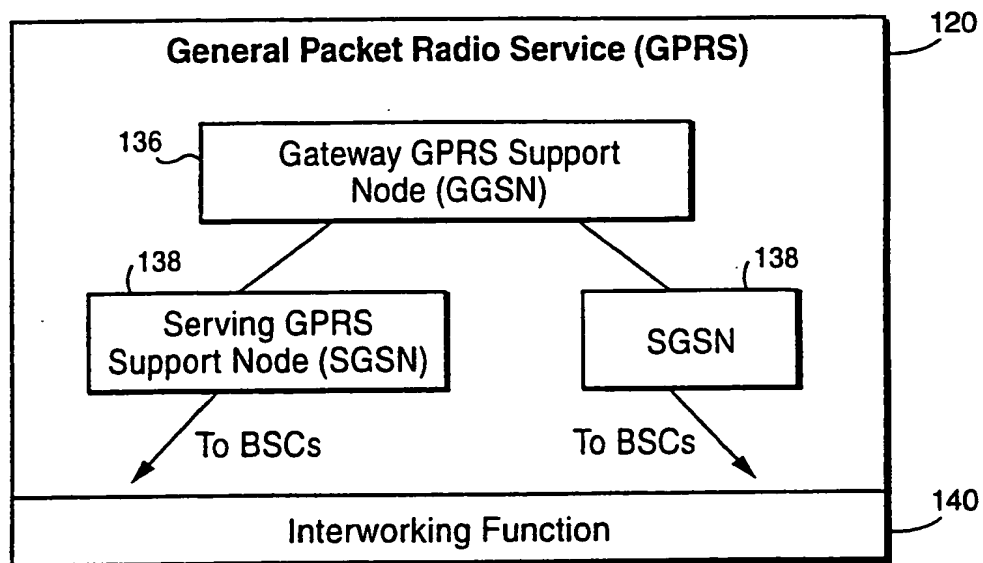 120
General Packet Radio Service (GPRS)
136
Gateway GPRS Support
Node (GGSN)
138
138
Serving GPRS
Support Node (SGSN)
SGSN
To BSCs
To BSCs
140
Interworking Function